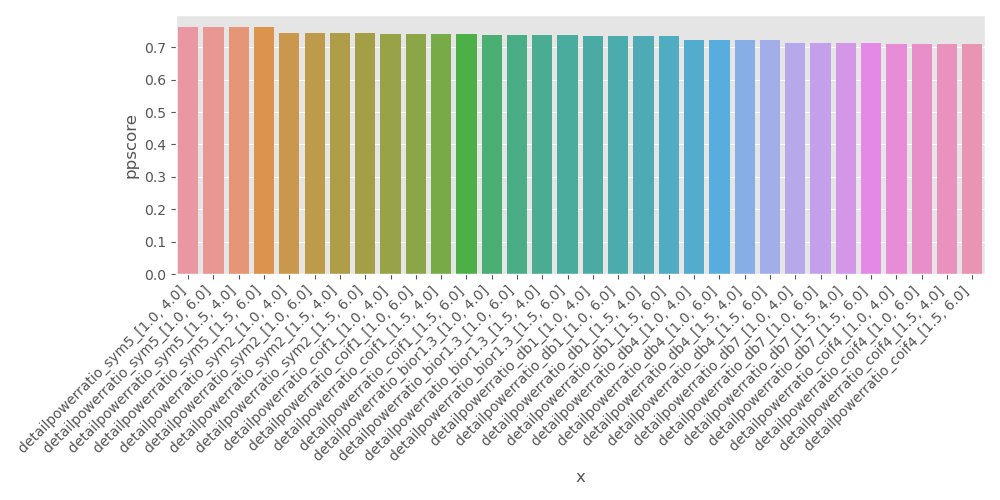 0.7
0.6
0.5
0.4
0.3
0.2
0.1
0.0
ppscore
detailpowerratio_sym5_[1.0, 4.0]
detailpowerratio_sym5_[1.0, 6.0]
detailpowerratio_sym5_[1.5, 4.0]
detailpowerratio_sym5_[1.5, 6.0]
detailpowerratio_sym2_[1.0, 4.0]
detailpowerratio_sym2_[1.0, 6.0]
detailpowerratio_sym2_[1.5, 4.0]
detailpowerratio_sym2_[1.5, 6.0]
detailpowerratio_coif1_[1.0, 4.0]
detailpowerratio_coif1_[1.0, 6.0]
detailpowerratio_coif1_[1.5, 4.0]
detailpowerratio_coif1_[1.5, 6.0]
detailpowerratio_bior1.3_[1.0, 4.0]
detailpowerratio_bior1.3_[1.0, 6.0]
detailpowerratio_bior1.3_[1.5, 4.0]
detailpowerratio_bior1.3_[1.5, 6.0]
detailpowerratio_db1_[1.0, 4.0]
detailpowerratio_db1_[1.0, 6.0]
detailpowerratio_db1_[1.5, 4.0]
detailpowerratio_db1_[1.5, 6.0]
detailpowerratio_db4_[1.0, 4.0]
detailpowerratio_db4_[1.0, 6.0]
detailpowerratio_db4_[1.5, 4.0]
detailpowerratio_db4_[1.5, 6.0]
detailpowerratio_db7_[1.0, 4.0]
detailpowerratio_db7_[1.0, 6.0]
detailpowerratio_db7_[1.5, 4.0]
detailpowerratio_db7_[1.5, 6.0]
detailpowerratio_coif4_[1.0, 4.0]
detailpowerratio_coif4_[1.0, 6.0]
detailpowerratio_coif4_[1.5, 4.0]
detailpowerratio_coif4_[1.5, 6.0]
x